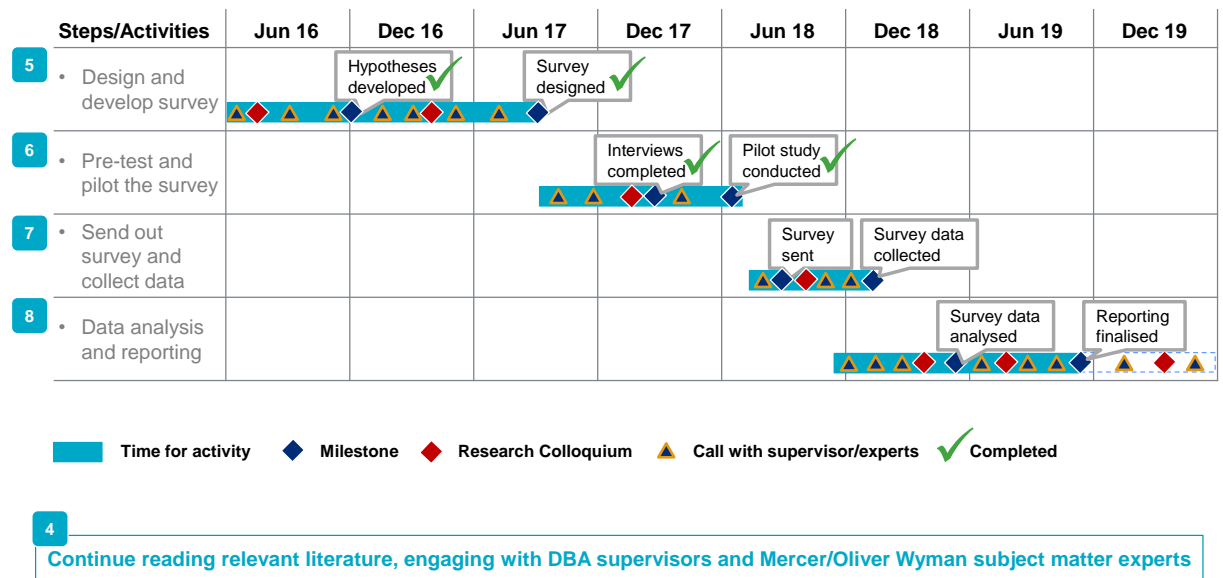 Steps/Activities Jun 16 Dec 16 Jun 17 Dec 17 Jun 18 Dec 18 Jun 19 Dec 19
5
• Design and
develop survey
Hypotheses
developed
Survey
designed
6
• Pre-test and
pilot the survey
Interviews
completed
Pilot study
conducted
7
• Send out
survey and
collect data
Survey
sent
Survey data
collected
8
• Data analysis
and reporting
Survey data
analysed
Reporting
finalised
Time for activity Milestone Research Colloquium Call with supervisor/experts Completed
4
Continue reading relevant literature, engaging with DBA supervisors and Mercer/Oliver Wyman subject matter experts